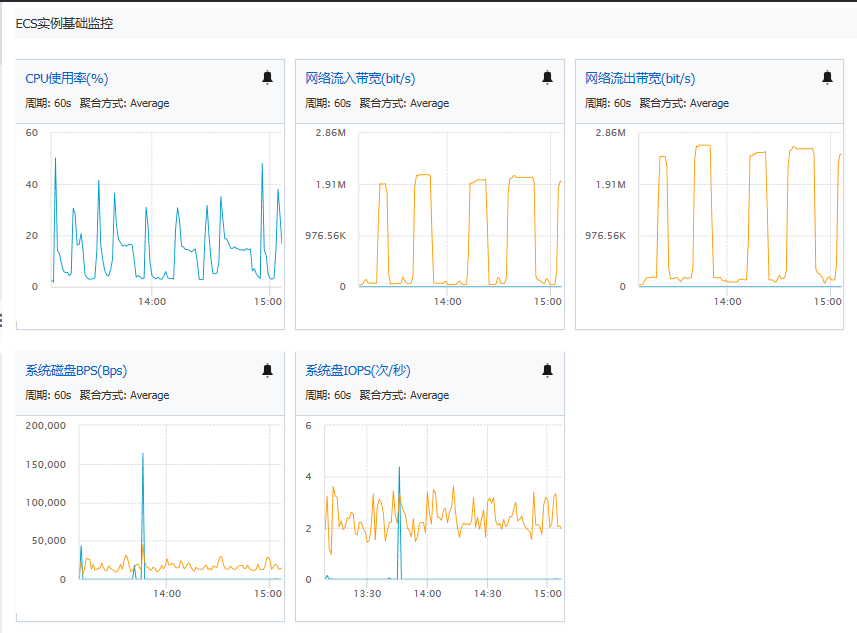 ECS实例基础监控
CPU使用率(%)
周期: 60s 聚合方式: Average
60
40
20
0
14:00
15:00
网络流入带宽(bit/s)
周期: 60s 聚合方式: Average
2.86M
1.91M
976.56K
0
14:00
15:00
网络流出带宽(bit/s)
周期: 60s 聚合方式: Average
2.86M
1.91M
976.56K
0
14:00
15:00
系统磁盘BPS(Bps)
周期: 60s 聚合方式: Average
200,000
150,000
100,000
50,000
0
14:00
15:00
系统盘IOPS(次/秒)
周期: 60s 聚合方式: Average
6
4
2
0
13:30
14:00
14:30
15:00